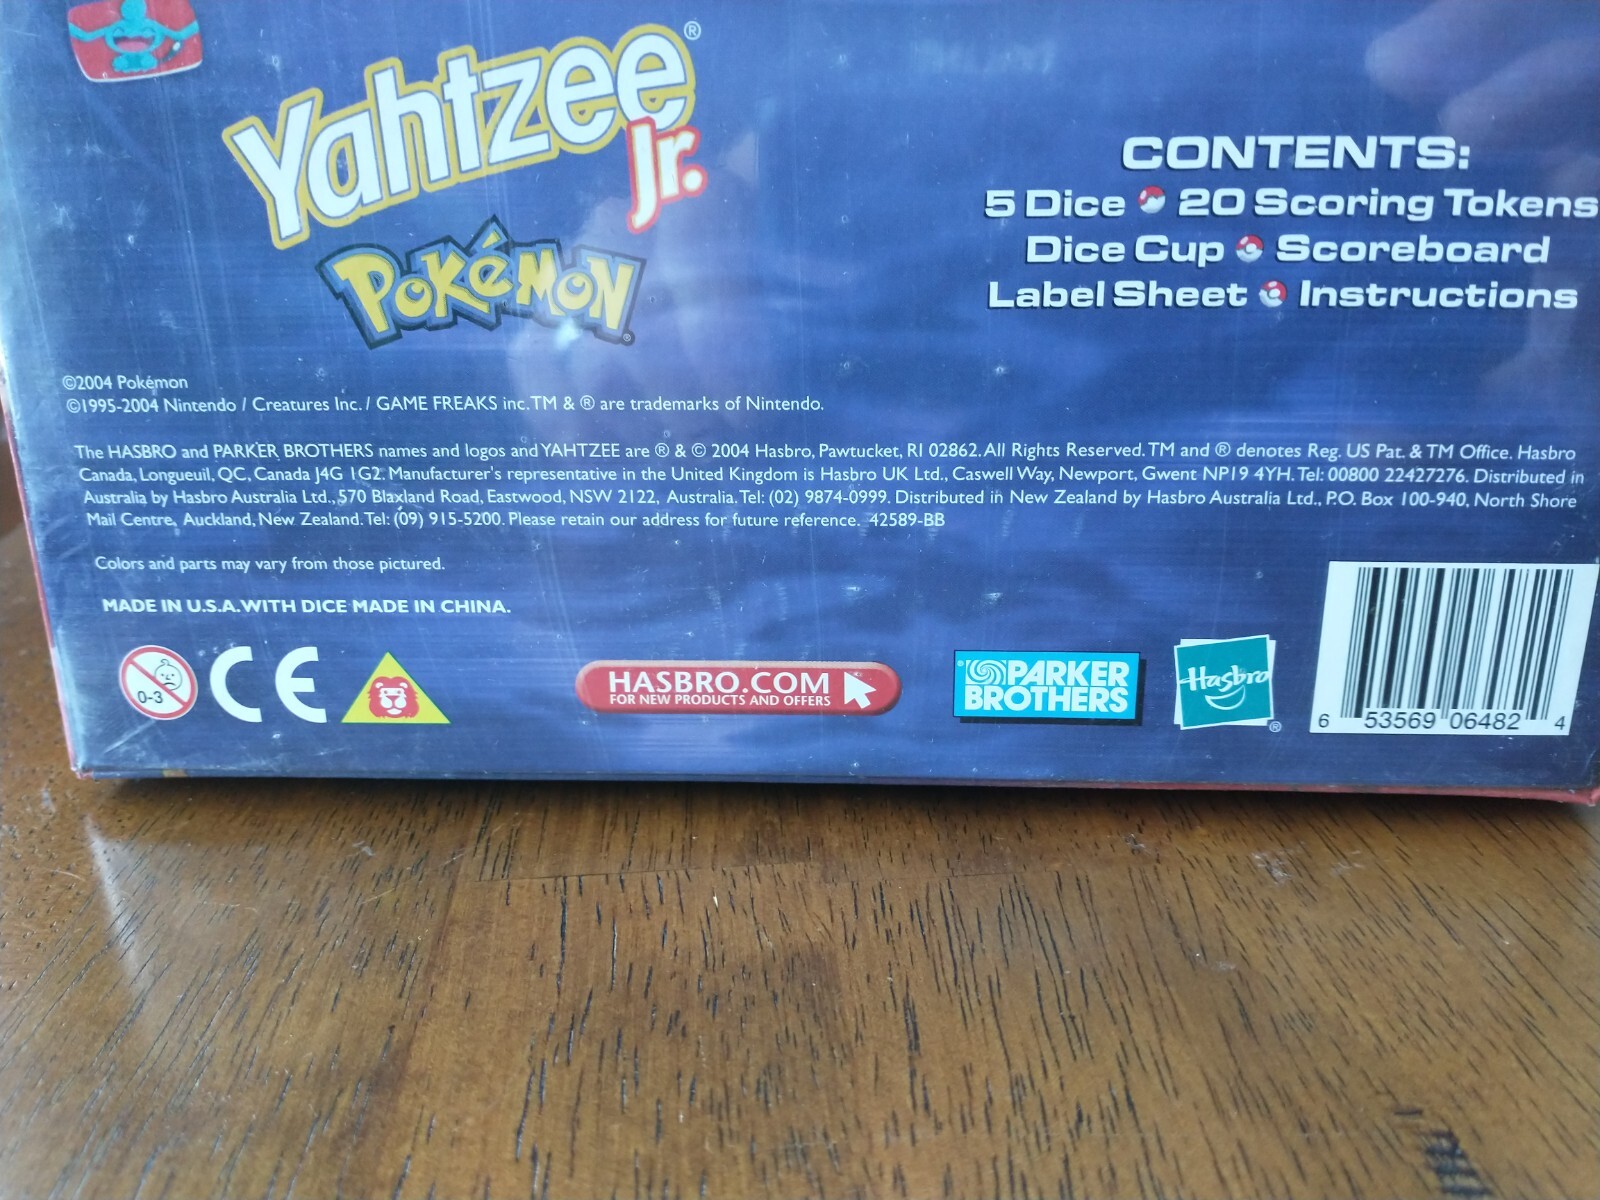 Yahtzee®
Jr.
POKéMON®
CONTENTS:
5 Dice 20 Scoring Tokens
Dice Cup Scoreboard
Label Sheet Instructions
©2004 Pokémon
©1995-2004 Nintendo / Creatures Inc. / GAME FREAKS inc. TM & ® are trademarks of Nintendo.
The HASBRO and PARKER BROTHERS names and logos and YAHTZEE are ® & © 2004 Hasbro, Pawtucket, RI 02862. All Rights Reserved. TM and ® denotes Reg. US Pat. & TM Office. Hasbro
Canada, Longueuil, QC, Canada J4G 1G2. Manufacturer's representative in the United Kingdom is Hasbro UK Ltd., Caswell Way, Newport, Gwent NP19 4YH. Tel: 00800 22427276. Distributed in
Australia by Hasbro Australia Ltd., 570 Blaxland Road, Eastwood, NSW 2122, Australia. Tel: (02) 9874-0999. Distributed in New Zealand by Hasbro Australia Ltd., P.O. Box 100-940, North Shore
Mail Centre, Auckland, New Zealand. Tel: (09) 915-5200. Please retain our address for future reference. 42589-BB
Colors and parts may vary from those pictured.
MADE IN U.S.A. WITH DICE MADE IN CHINA.
0-3
CE
HASBRO.COM
FOR NEW PRODUCTS AND OFFERS
PARKER
BROTHERS
Hasbro®
6 53569 06482 4